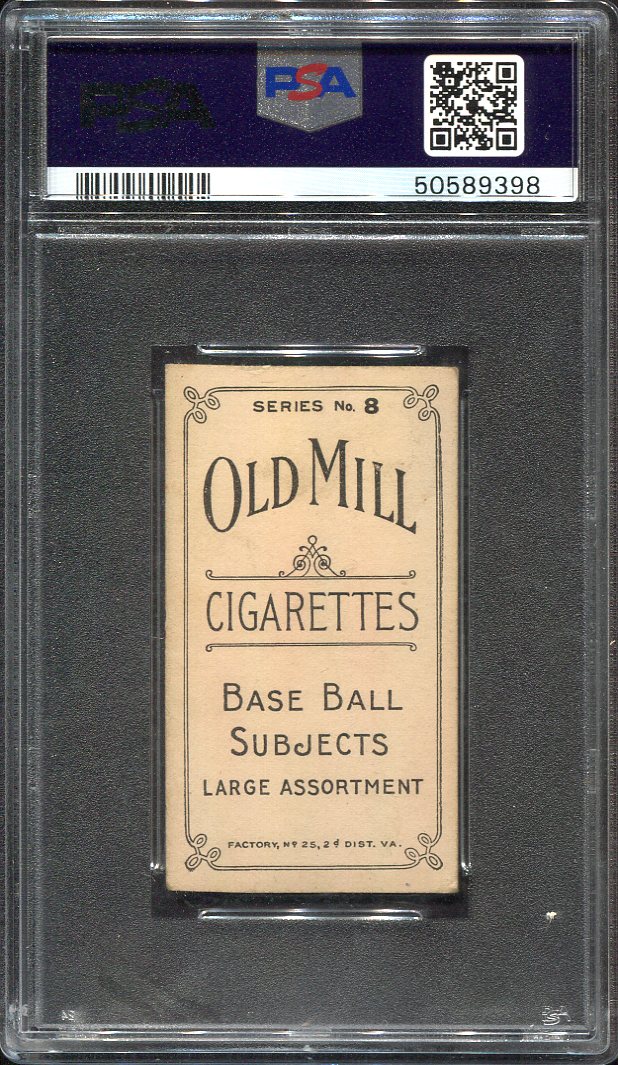 PSA
PSA
50589398
SERIES No. 8
OLD MILL
CIGARETTES
BASE BALL
SUBJECTS
LARGE ASSORTMENT
FACTORY, Nº 25, 2d DIST. VA.